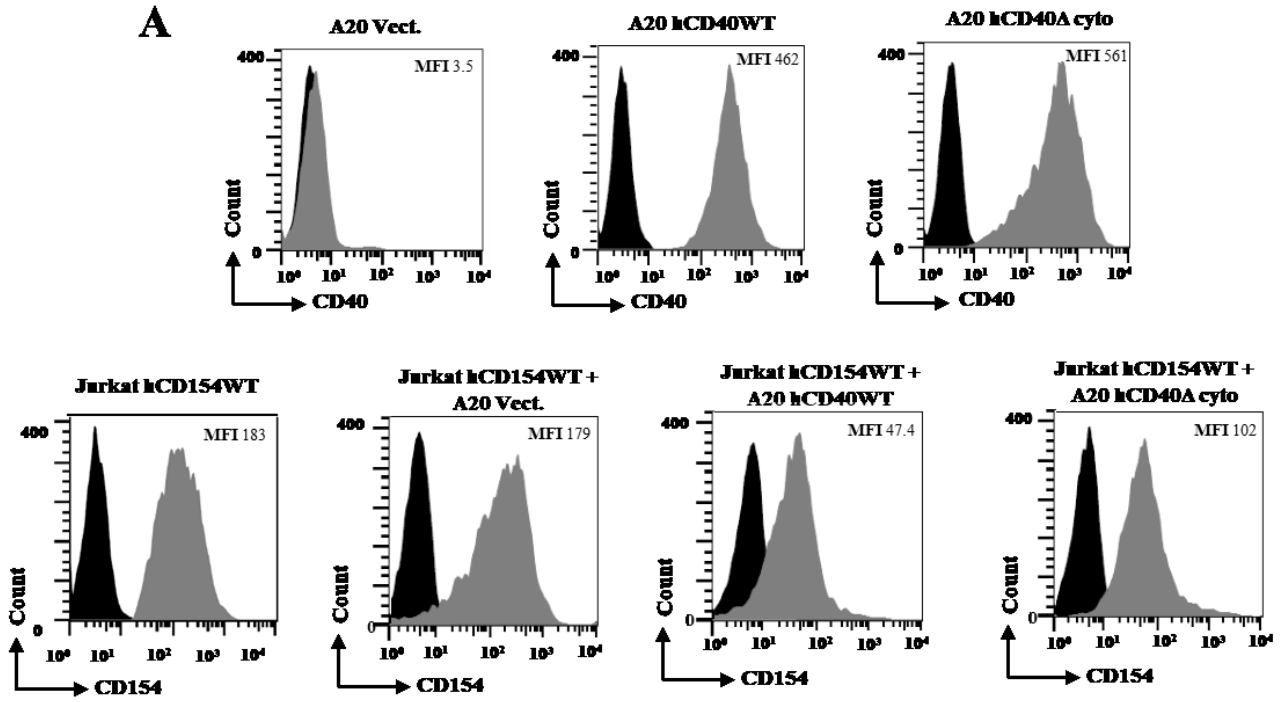 A
A20 Vect.
MFI 3.5
400
0
Count
10⁰ 10¹ 10² 10³ 10⁴
CD40
A20 hCD40WT
MFI 462
400
0
Count
10⁰ 10¹ 10² 10³ 10⁴
CD40
A20 hCD40Δ cyto
MFI 561
400
0
Count
10⁰ 10¹ 10² 10³ 10⁴
CD40
Jurkat hCD154WT
MFI 183
400
0
Count
10⁰ 10¹ 10² 10³ 10⁴
CD154
Jurkat hCD154WT +
A20 Vect.
MFI 179
400
0
Count
10⁰ 10¹ 10² 10³ 10⁴
CD154
Jurkat hCD154WT +
A20 hCD40WT
MFI 47.4
400
0
Count
10⁰ 10¹ 10² 10³ 10⁴
CD154
Jurkat hCD154WT +
A20 hCD40Δ cyto
MFI 102
400
0
Count
10⁰ 10¹ 10² 10³ 10⁴
CD154